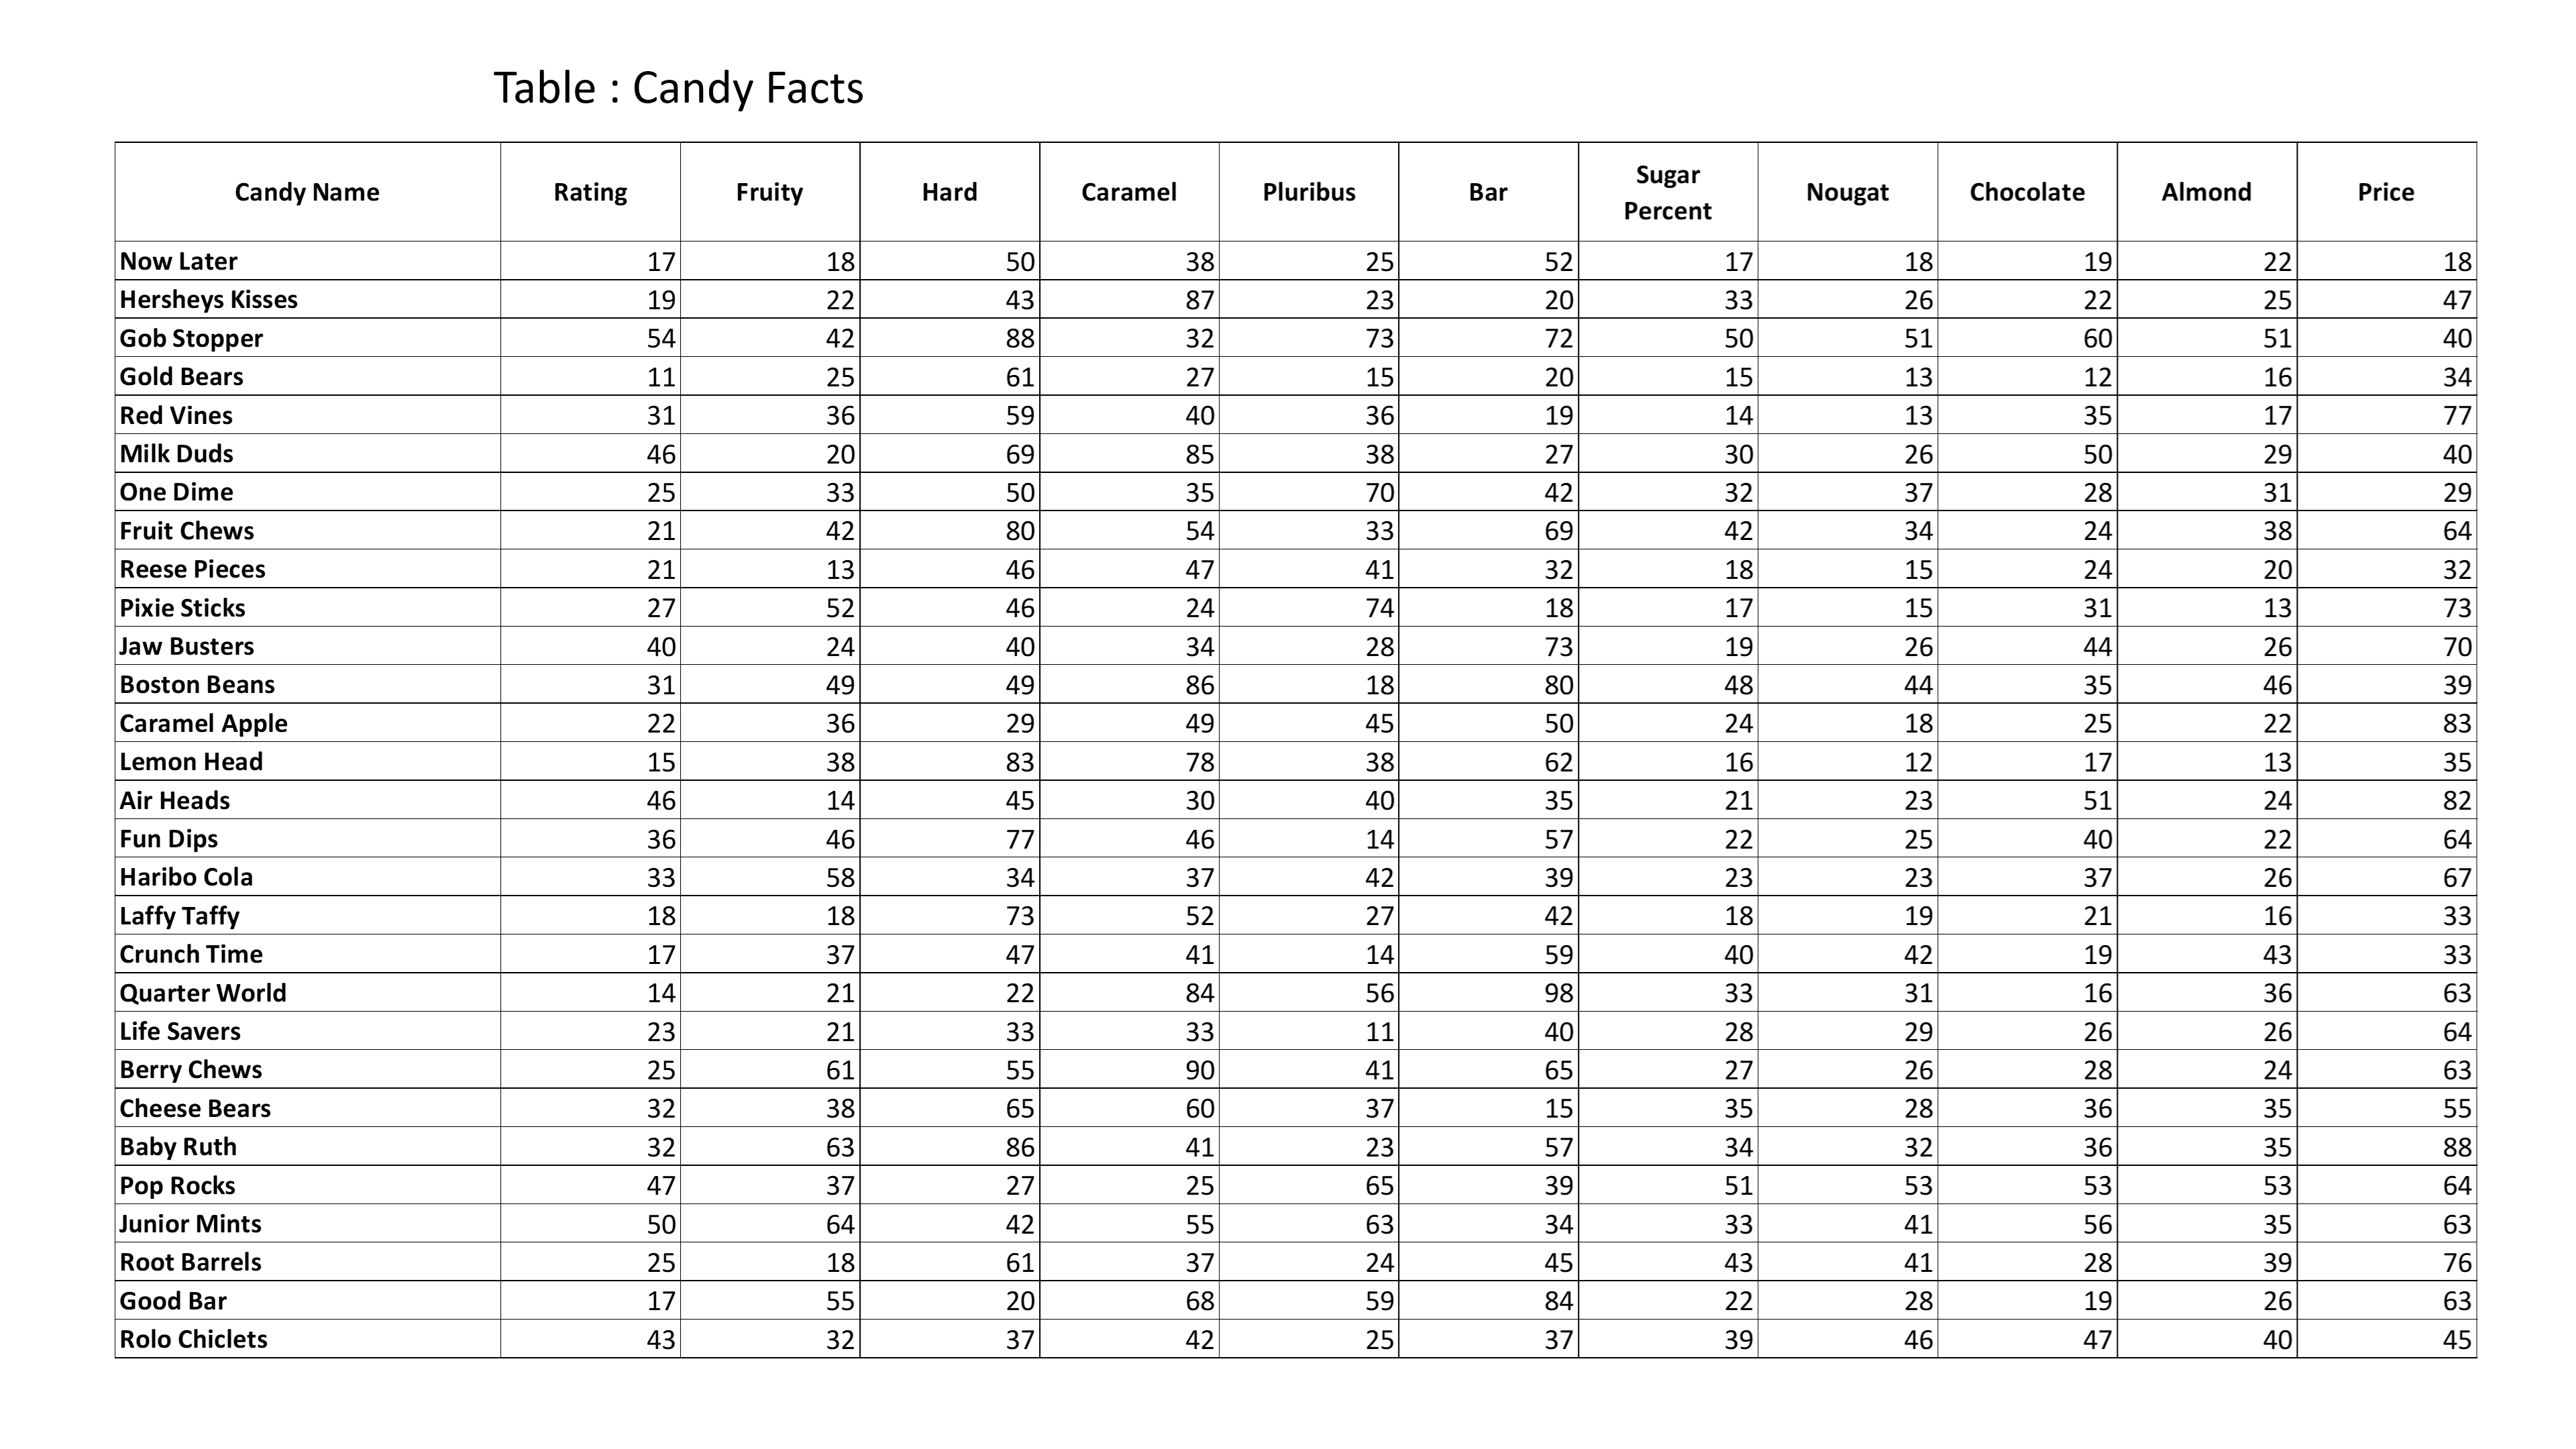 Table : Candy Facts
Candy Name Rating Fruity Hard Caramel Pluribus Bar Sugar Percent Nougat Chocolate Almond Price
Now Later 17 18 50 38 25 52 17 18 19 22 18
Hersheys Kisses 19 22 43 87 23 20 33 26 22 25 47
Gob Stopper 54 42 88 32 73 72 50 51 60 51 40
Gold Bears 11 25 61 27 15 20 15 13 12 16 34
Red Vines 31 36 59 40 36 19 14 13 35 17 77
Milk Duds 46 20 69 85 38 27 30 26 50 29 40
One Dime 25 33 50 35 70 42 32 37 28 31 29
Fruit Chews 21 42 80 54 33 69 42 34 24 38 64
Reese Pieces 21 13 46 47 41 32 18 15 24 20 32
Pixie Sticks 27 52 46 24 74 18 17 15 31 13 73
Jaw Busters 40 24 40 34 28 73 19 26 44 26 70
Boston Beans 31 49 49 86 18 80 48 44 35 46 39
Caramel Apple 22 36 29 49 45 50 24 18 25 22 83
Lemon Head 15 38 83 78 38 62 16 12 17 13 35
Air Heads 46 14 45 30 40 35 21 23 51 24 82
Fun Dips 36 46 77 46 14 57 22 25 40 22 64
Haribo Cola 33 58 34 37 42 39 23 23 37 26 67
Laffy Taffy 18 18 73 52 27 42 18 19 21 16 33
Crunch Time 17 37 47 41 14 59 40 42 19 43 33
Quarter World 14 21 22 84 56 98 33 31 16 36 63
Life Savers 23 21 33 33 11 40 28 29 26 26 64
Berry Chews 25 61 55 90 41 65 27 26 28 24 63
Cheese Bears 32 38 65 60 37 15 35 28 36 35 55
Baby Ruth 32 63 86 41 23 57 34 32 36 35 88
Pop Rocks 47 37 27 25 65 39 51 53 53 53 64
Junior Mints 50 64 42 55 63 34 33 41 56 35 63
Root Barrels 25 18 61 37 24 45 43 41 28 39 76
Good Bar 17 55 20 68 59 84 22 28 19 26 63
Rolo Chiclets 43 32 37 42 25 37 39 46 47 40 45